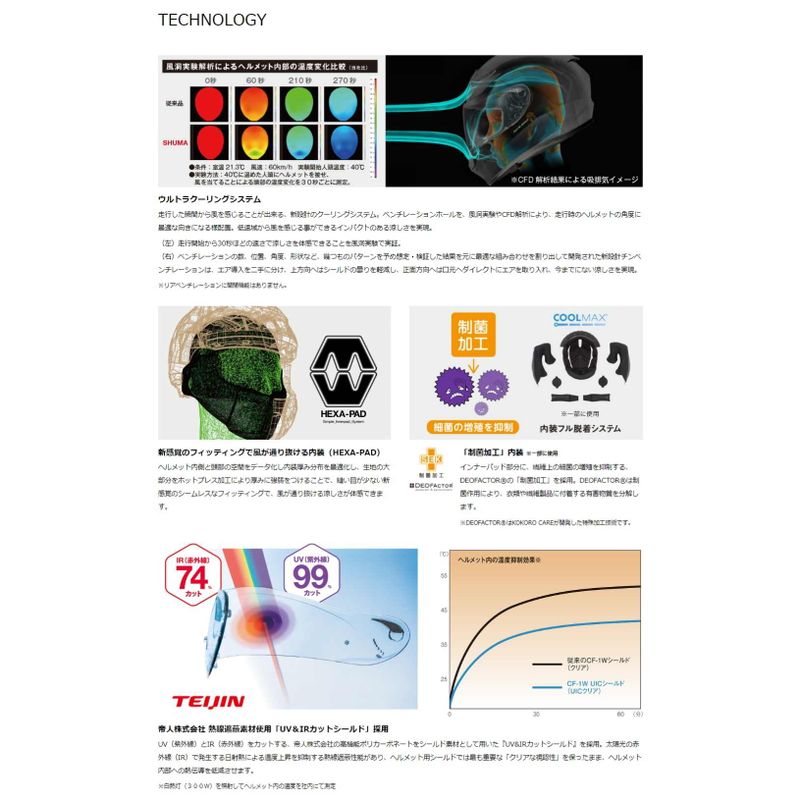 TECHNOLOGY
風洞実験解析によるヘルメット内部の温度変化比較（当社比）
0秒 60秒 210秒 270秒
従来品
SHUMA
●条件：室温21.3℃ 風速：60km/h 実験開始人頭温度：40℃
●実験方法：40℃に温めた人頭にヘルメットを被せ、
風を当てることによる頭部の温度変化を30秒ごとに測定。
※CFD解析結果による吸排気イメージ
ウルトラクーリングシステム
走行した瞬間から風を感じることが出来る、新設計のクーリングシステム。ベンチレーションホールを、風洞実験やCFD解析により、走行時のヘルメットの角度に
最適な向きになる様配置。低速域から風を感じる事ができるインパクトのある涼しさを実現。
（左）走行開始から30秒ほどの速さで涼しさを体感できることを風洞実験で実証。
（右）ベンチレーションの数、位置、角度、形状など、幾つものパターンを予め想定・検証した結果を元に最適な組み合わせを割り出して開発された新設計チンベ
ンチレーションは、エア導入を二手に分け、上方向へはシールドの曇りを軽減し、正面方向へは口元へダイレクトにエアを取り入れ、今までにない涼しさを実現。
※リアベンチレーションに開閉機能はありません。
HEXA-PAD
制菌
加工
細菌の増殖を抑制
COOLMAX
※一部に使用
内装フル脱着システム
新感覚のフィッティングで風が通り抜ける内装（HEXA-PAD）
ヘルメット内側と頭部の空間をデータ化し内装厚み分布を最適化し、生地の大
部分をホットプレス加工により厚みに強弱をつけることで、縫い目が少ない新
感覚のシームレスなフィッティングで、風が通り抜ける涼しさが体感できま
す。
SEK
制菌加工
DEOFACTOR
「制菌加工」内装 ※一部に使用
インナーパッド部分に、繊維上の細菌の増殖を抑制する、
DEOFACTOR®の「制菌加工」を採用。DEOFACTOR®は制
菌作用により、衣類や繊維製品に付着する有害物質を分解し
ます。
※DEOFACTOR®はKOKORO CAREが開発した特殊加工技術です。
IR（赤外線）
74%
カット
UV（紫外線）
99%
カット
TEIJIN
(℃) ヘルメット内の温度抑制効果※
55
45
35
25
従来のCF-1Wシールド
（クリア）
CF-1W UICシールド
（UICクリア）
0 30 60 (分)
帝人株式会社 熱線遮蔽素材使用「UV&IRカットシールド」採用
UV（紫外線）とIR（赤外線）をカットする、帝人株式会社の高機能ポリカーボネートをシールド素材として用いた『UV&IRカットシールド』を採用。太陽光の赤
外線（IR）で発生する日射熱による温度上昇を抑制する熱線遮蔽性能があり、ヘルメット用シールドでは最も重要な「クリアな視認性」を保ったまま、ヘルメット
内部への熱伝導を低減させます。
※白熱灯（３００W）を照射してヘルメット内の温度を社内にて測定